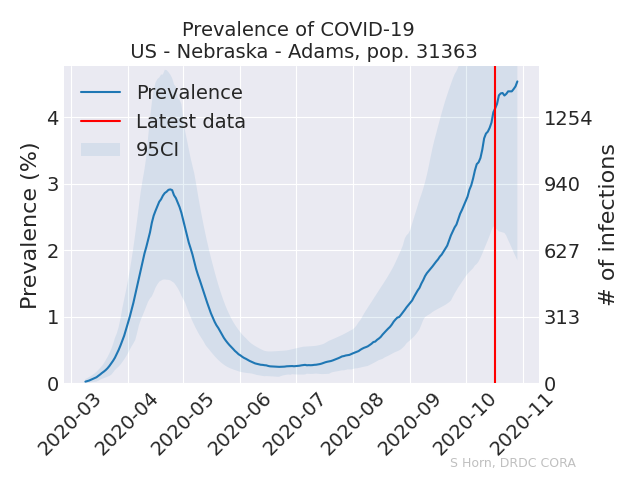 Prevalence of COVID-19
US - Nebraska - Adams, pop. 31363
Prevalence
Latest data
95CI
Prevalence (%)
4
3
2
1
0
1254
940
627
313
0
# of infections
2020-03
2020-04
2020-05
2020-06
2020-07
2020-08
2020-09
2020-10
2020-11
S Horn, DRDC CORA